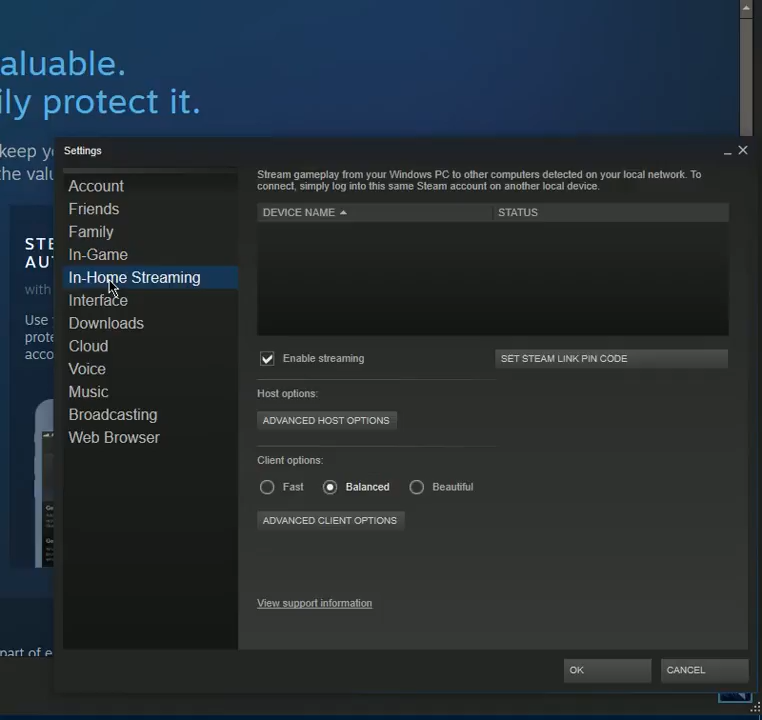 aluable.
ily protect it.
keep y
the valu
STE
AUT
with
Use
prote
acco
part of e
Settings
Account
Friends
Family
In-Game
In-Home Streaming
Interface
Downloads
Cloud
Voice
Music
Broadcasting
Web Browser
Stream gameplay from your Windows PC to other computers detected on your local network. To
connect, simply log into this same Steam account on another local device.
DEVICE NAME STATUS
Enable streaming
SET STEAM LINK PIN CODE
Host options:
ADVANCED HOST OPTIONS
Client options:
Fast Balanced Beautiful
ADVANCED CLIENT OPTIONS
View support information
OK CANCEL